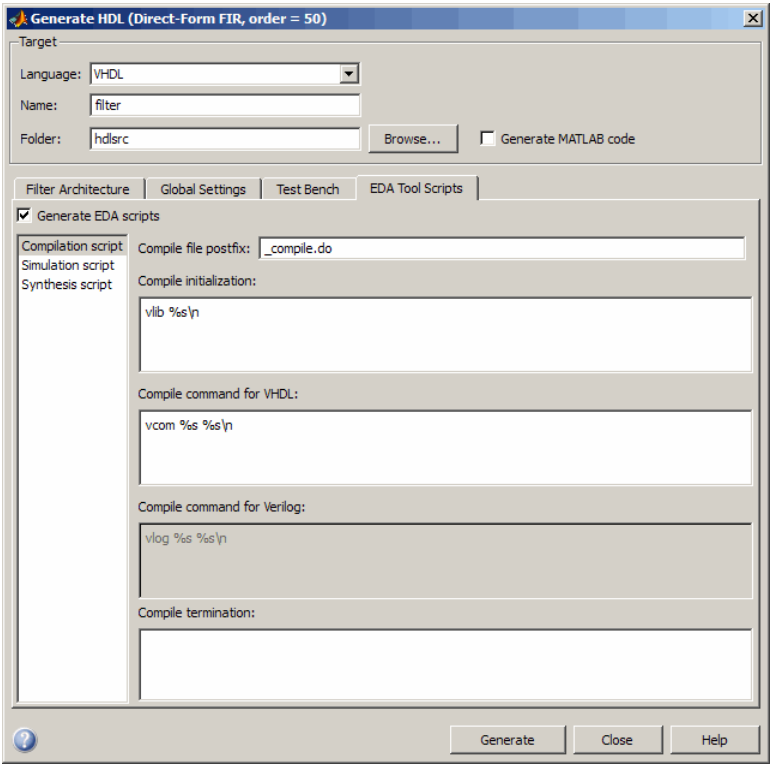 Generate HDL (Direct-Form FIR, order = 50)
Target
Language: VHDL
Name: filter
Folder: hdlsrc Browse... Generate MATLAB code
Filter Architecture Global Settings Test Bench EDA Tool Scripts
Generate EDA scripts
Compilation script
Simulation script
Synthesis script
Compile file postfix: _compile.do
Compile initialization:
vlib %s\n
Compile command for VHDL:
vcom %s %s\n
Compile command for Verilog:
vlog %s %s\n
Compile termination:
? Generate Close Help